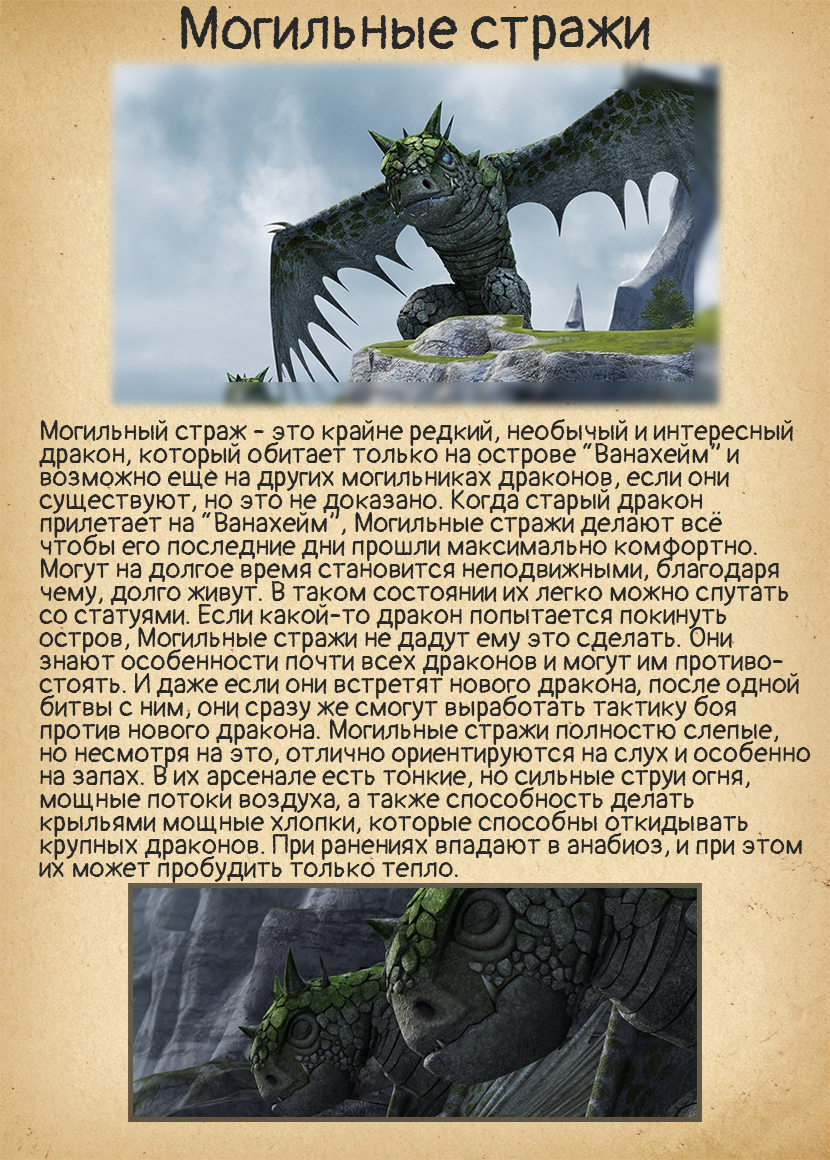 Могильные стражи
Могильный страж - это крайне редкий, необычый и интересный
дракон, который обитает только на острове “Ванахейм” и
возможно ещё на других могильниках драконов, если они
существуют, но это не доказано. Когда старый дракон
прилетает на “Ванахейм”, Могильные стражи делают всё
чтобы его последние дни прошли максимально комфортно.
Могут на долгое время становится неподвижными, благодаря
чему, долго живут. В таком состоянии их легко можно спутать
со статуями. Если какой-то дракон попытается покинуть
остров, Могильные стражи не дадут ему это сделать. Они
знают особенности почти всех драконов и могут им противо-
стоять. И даже если они встретят нового дракона, после одной
битвы с ним, они сразу же смогут выработать тактику боя
против нового дракона. Могильные стражи полностю слепые,
но несмотря на это, отлично ориентируются на слух и особенно
на запах. В их арсенале есть тонкие, но сильные струи огня,
мощные потоки воздуха, а также способность делать
крыльями мощные хлопки, которые способны откидывать
крупных драконов. При ранениях впадают в анабиоз, и при этом
их может пробудить только тепло.